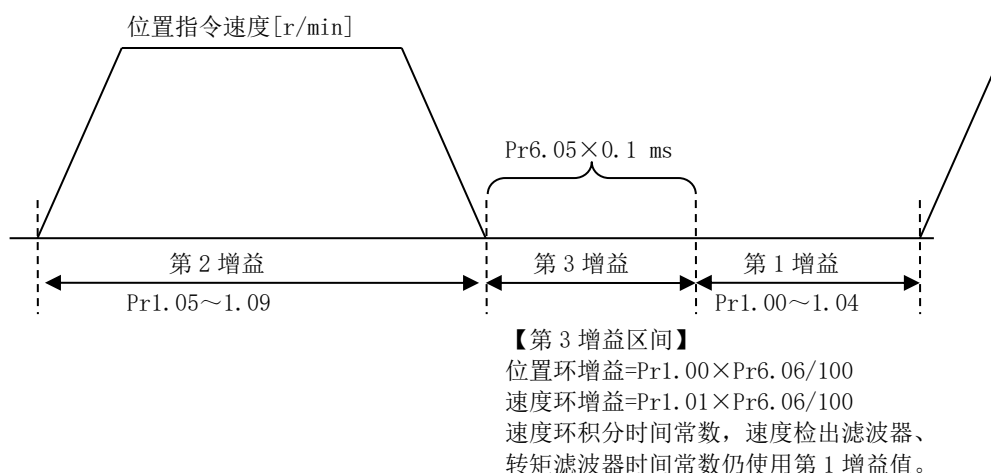 位置指令速度[r/min]
Pr6.05×0.1 ms
第2增益
第3增益
第1增益
Pr1.05～1.09
Pr1.00～1.04
【第3增益区间】
位置环增益=Pr1.00×Pr6.06/100
速度环增益=Pr1.01×Pr6.06/100
速度环积分时间常数，速度检出滤波器、
转矩滤波器时间常数仍使用第1增益值。